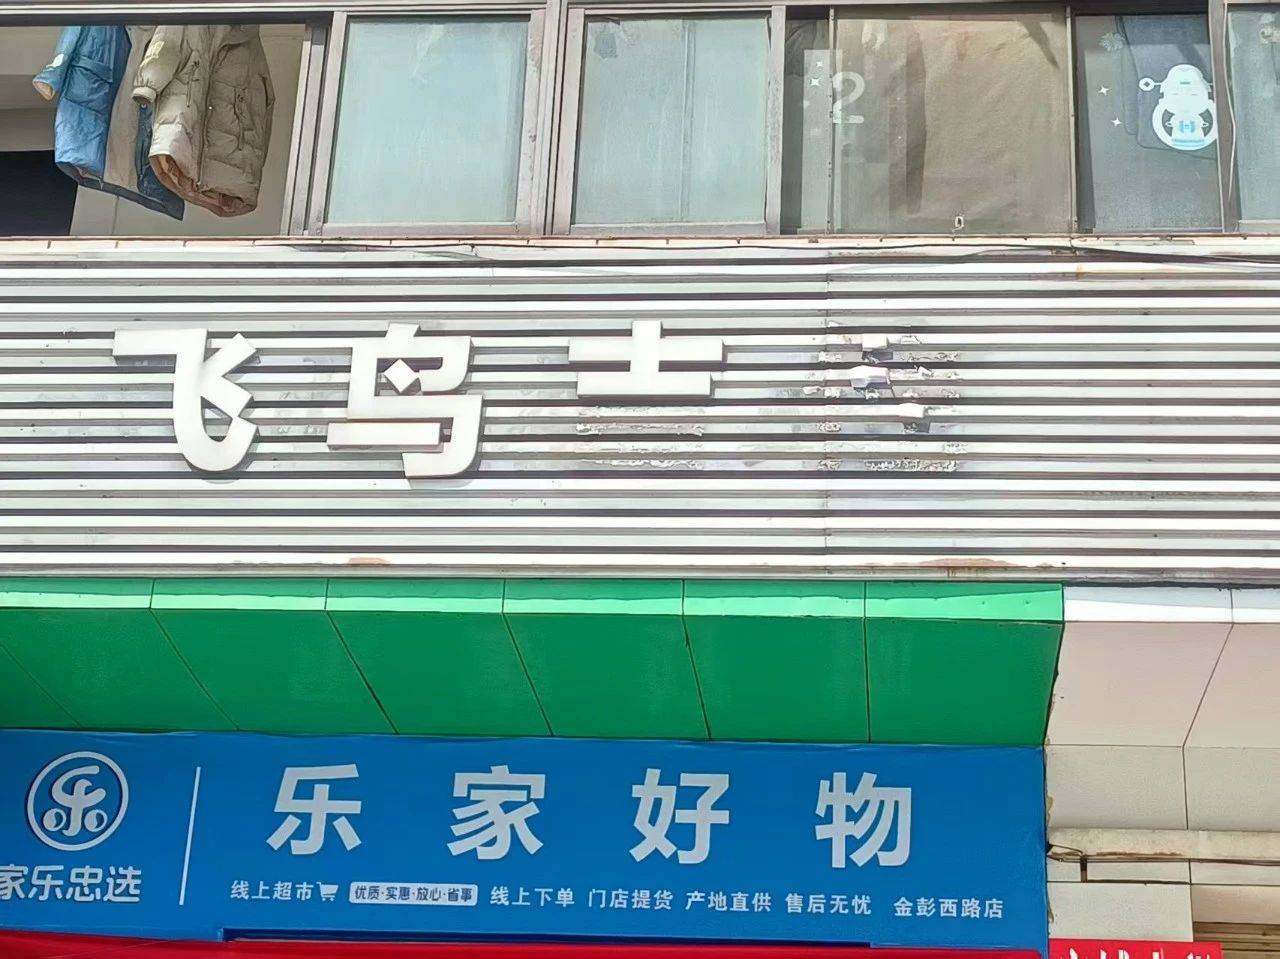 2
飞鸟士
乐家好物
家乐忠选
线上超市 优质·实惠·放心·省事 线上下单 门店提货 产地直供 售后无忧 金彭西路店